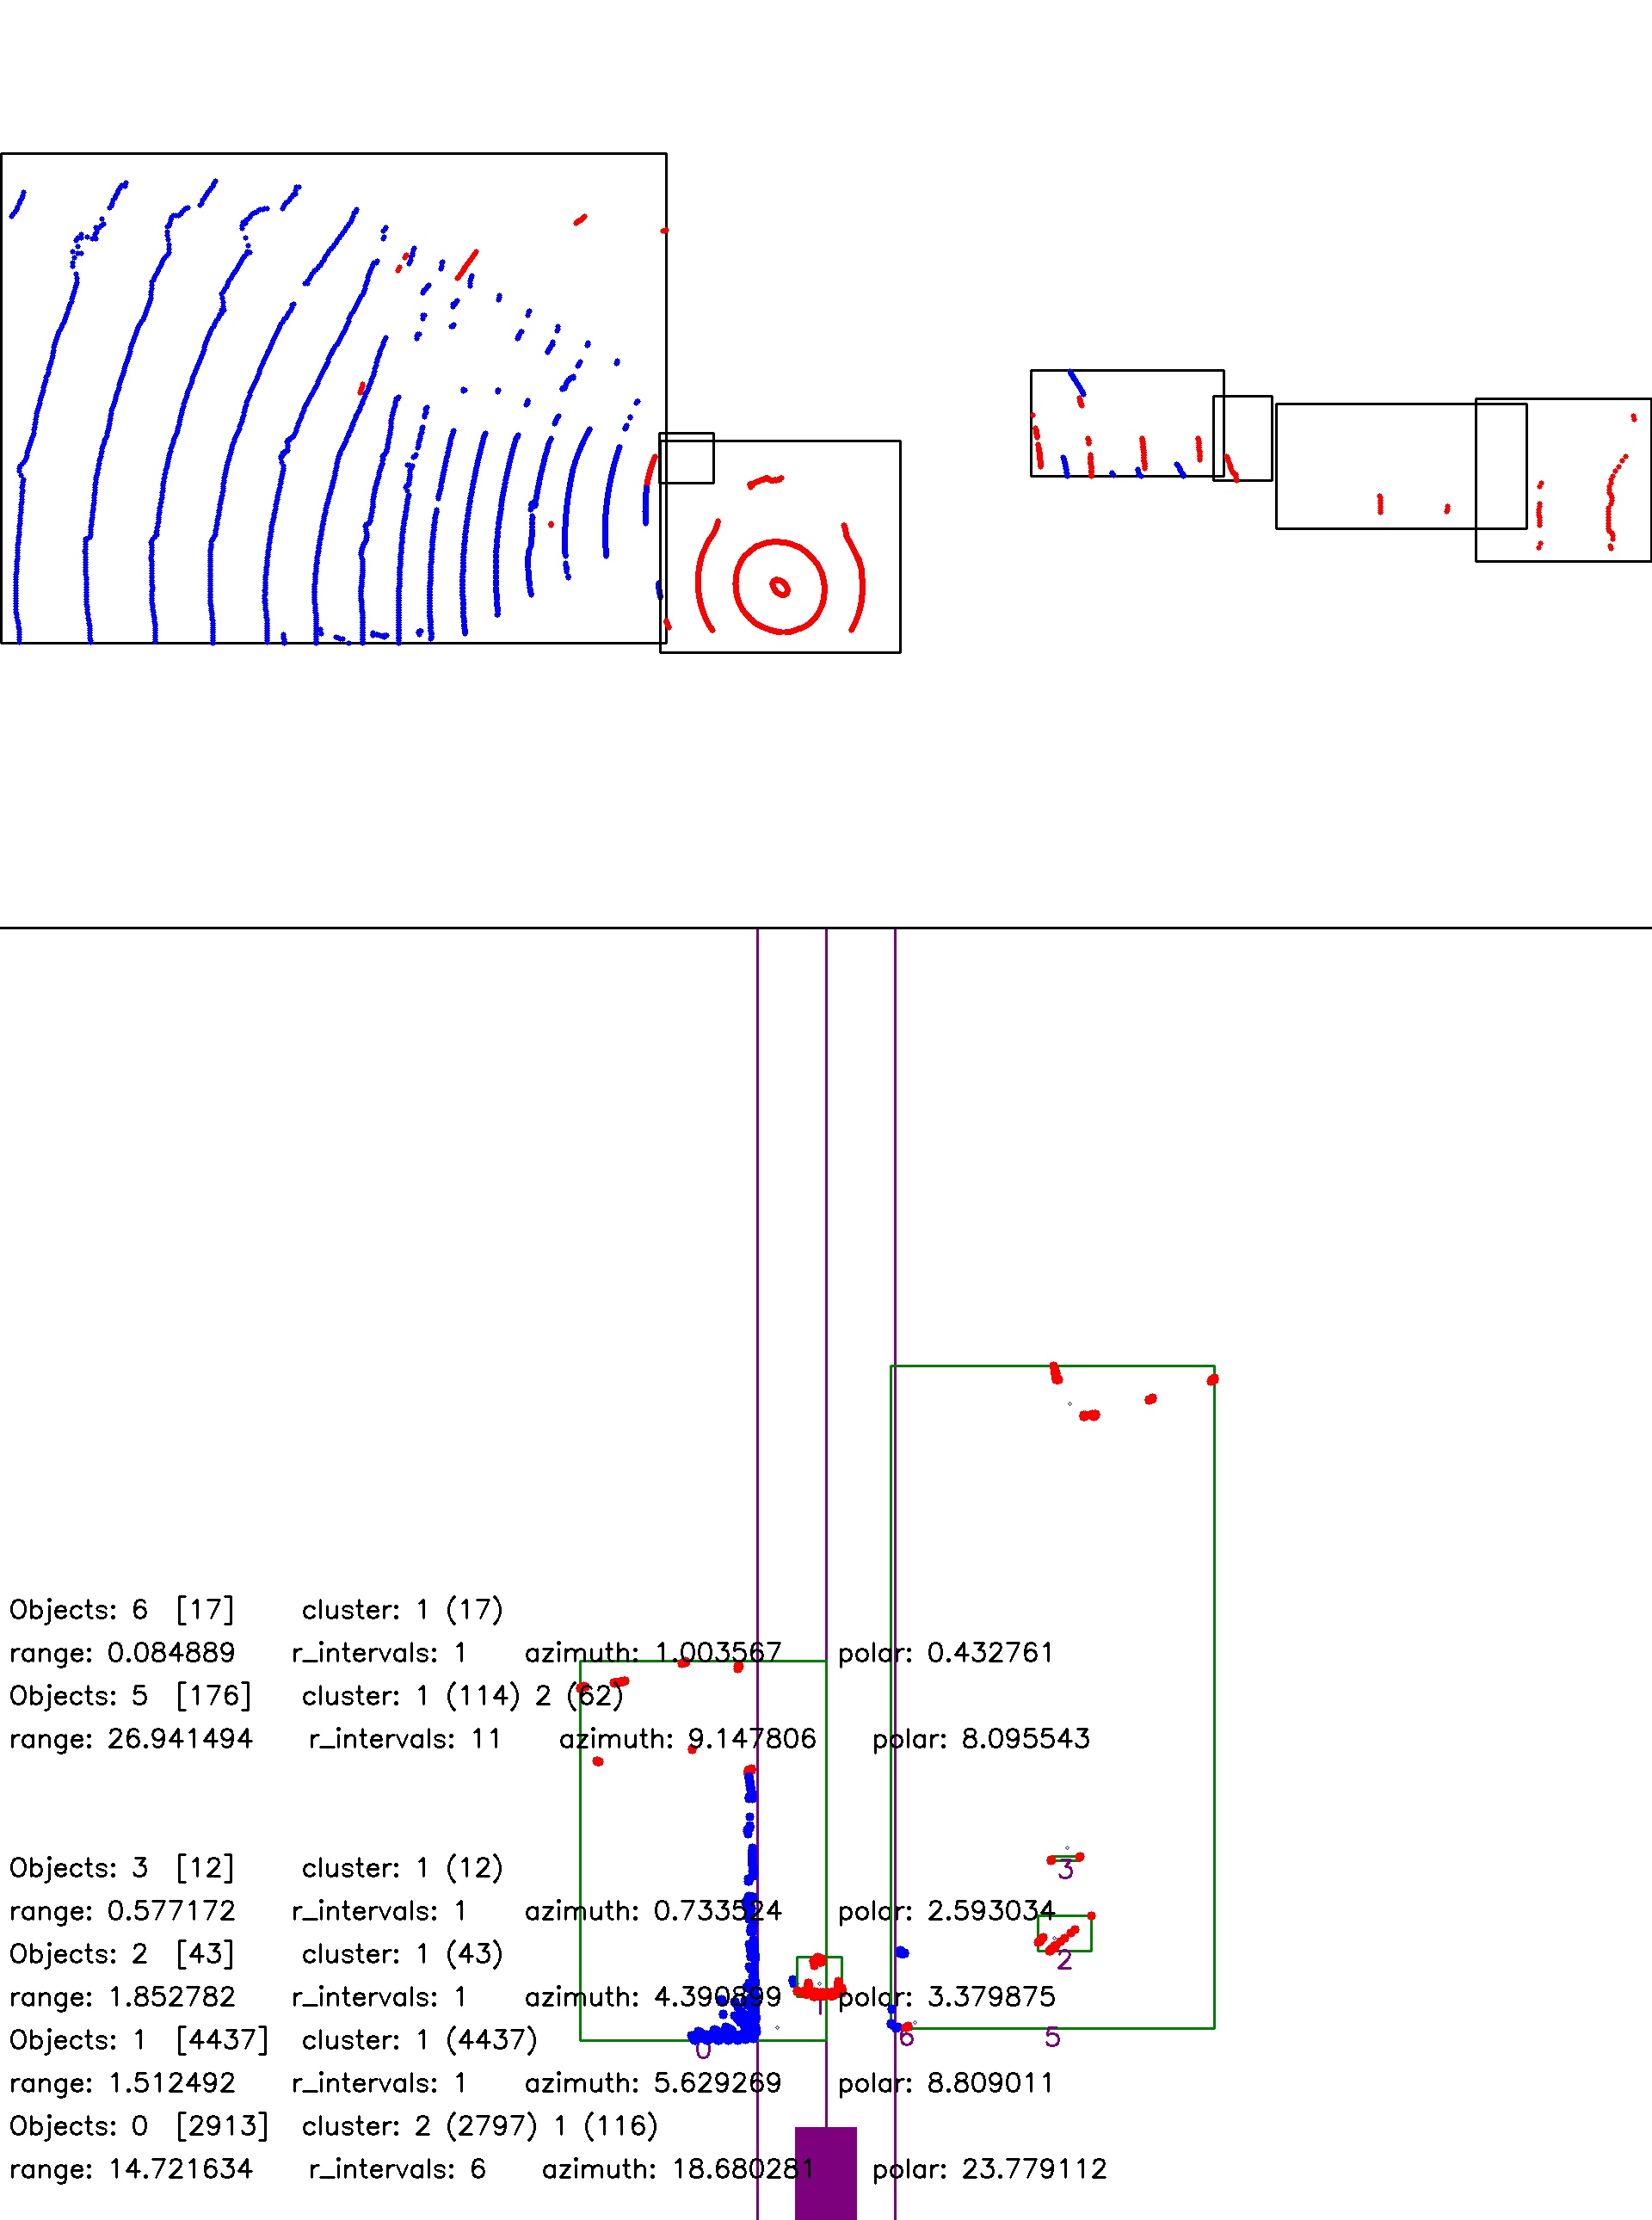 Objects: 6 [17] cluster: 1 (17)
range: 0.084889 r_intervals: 1 azimuth: 1.003567 polar: 0.432761
Objects: 5 [176] cluster: 1 (114) 2 (62)
range: 26.941494 r_intervals: 11 azimuth: 9.147806 polar: 8.095543
Objects: 3 [12] cluster: 1 (12)
3
range: 0.577172 r_intervals: 1 azimuth: 0.733524 polar: 2.593034
Objects: 2 [43] cluster: 1 (43)
2
range: 1.852782 r_intervals: 1 azimuth: 4.390899 polar: 3.379875
1
Objects: 1 [4437] cluster: 1 (4437)
0 6 5
range: 1.512492 r_intervals: 1 azimuth: 5.629269 polar: 8.809011
Objects: 0 [2913] cluster: 2 (2797) 1 (116)
range: 14.721634 r_intervals: 6 azimuth: 18.680281 polar: 23.779112